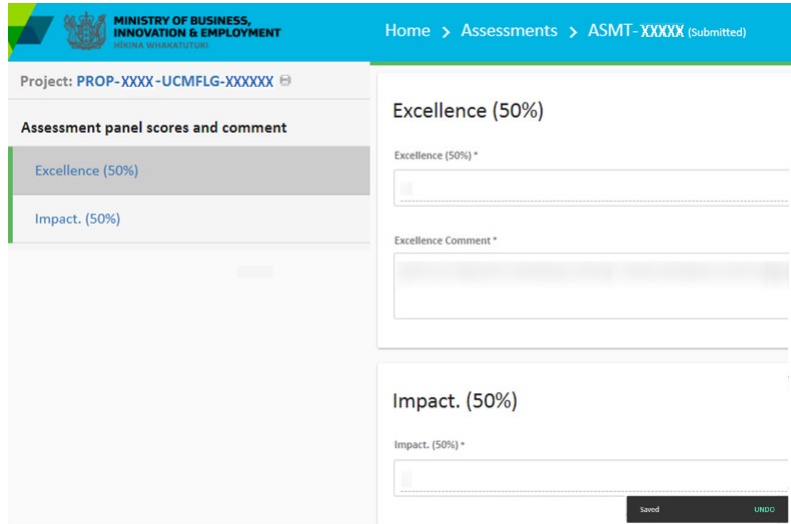 MINISTRY OF BUSINESS,
INNOVATION & EMPLOYMENT
HĪKINA WHAKATUTUKI
Home > Assessments > ASMT-XXXXX (Submitted)
Project: PROP-XXXX-UCMFLG-XXXXXX
Assessment panel scores and comment
Excellence (50%)
Impact. (50%)
Excellence (50%)
Excellence (50%) *
Excellence Comment *
Impact. (50%)
Impact. (50%) *
Saved UNDO